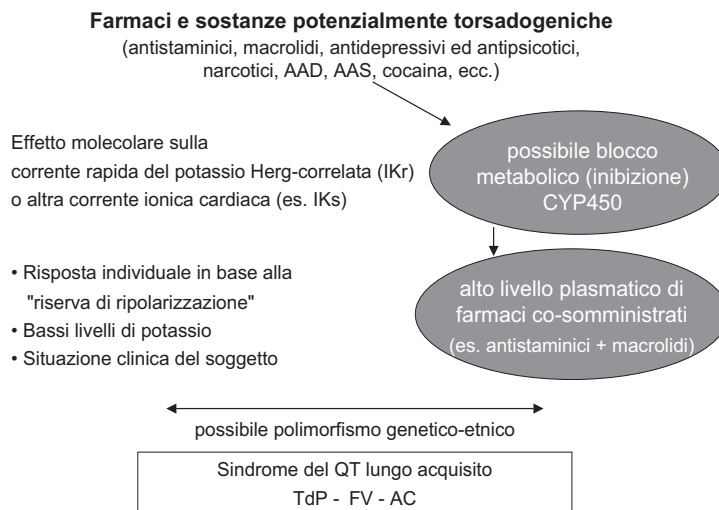 Farmaci e sostanze potenzialmente torsadogeniche
(antistaminici, macrolidi, antidepressivi ed antipsicotici,
narcotici, AAD, AAS, cocaina, ecc.)
Effetto molecolare sulla
corrente rapida del potassio Herg-correlata (IKr)
o altra corrente ionica cardiaca (es. IKs)
possibile blocco
metabolico (inibizione)
CYP450
• Risposta individuale in base alla
"riserva di ripolarizzazione"
• Bassi livelli di potassio
• Situazione clinica del soggetto
alto livello plasmatico di
farmaci co-somministrati
(es. antistaminici + macrolidi)
possibile polimorfismo genetico-etnico
Sindrome del QT lungo acquisito
TdP - FV - AC